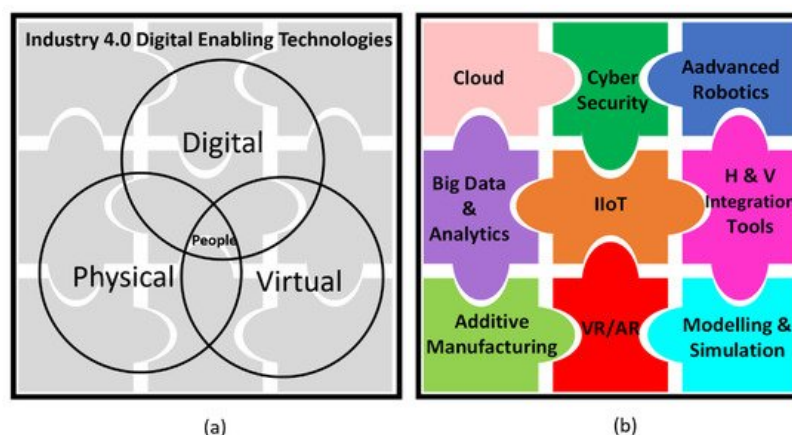 Industry 4.0 Digital Enabling Technologies
Digital
People
Physical
Virtual
(a)
Cloud
Cyber
Security
Aadvanced
Robotics
Big Data
&
Analytics
IIoT
H & V
Integration
Tools
Additive
Manufacturing
VR/AR
Modelling &
Simulation
(b)